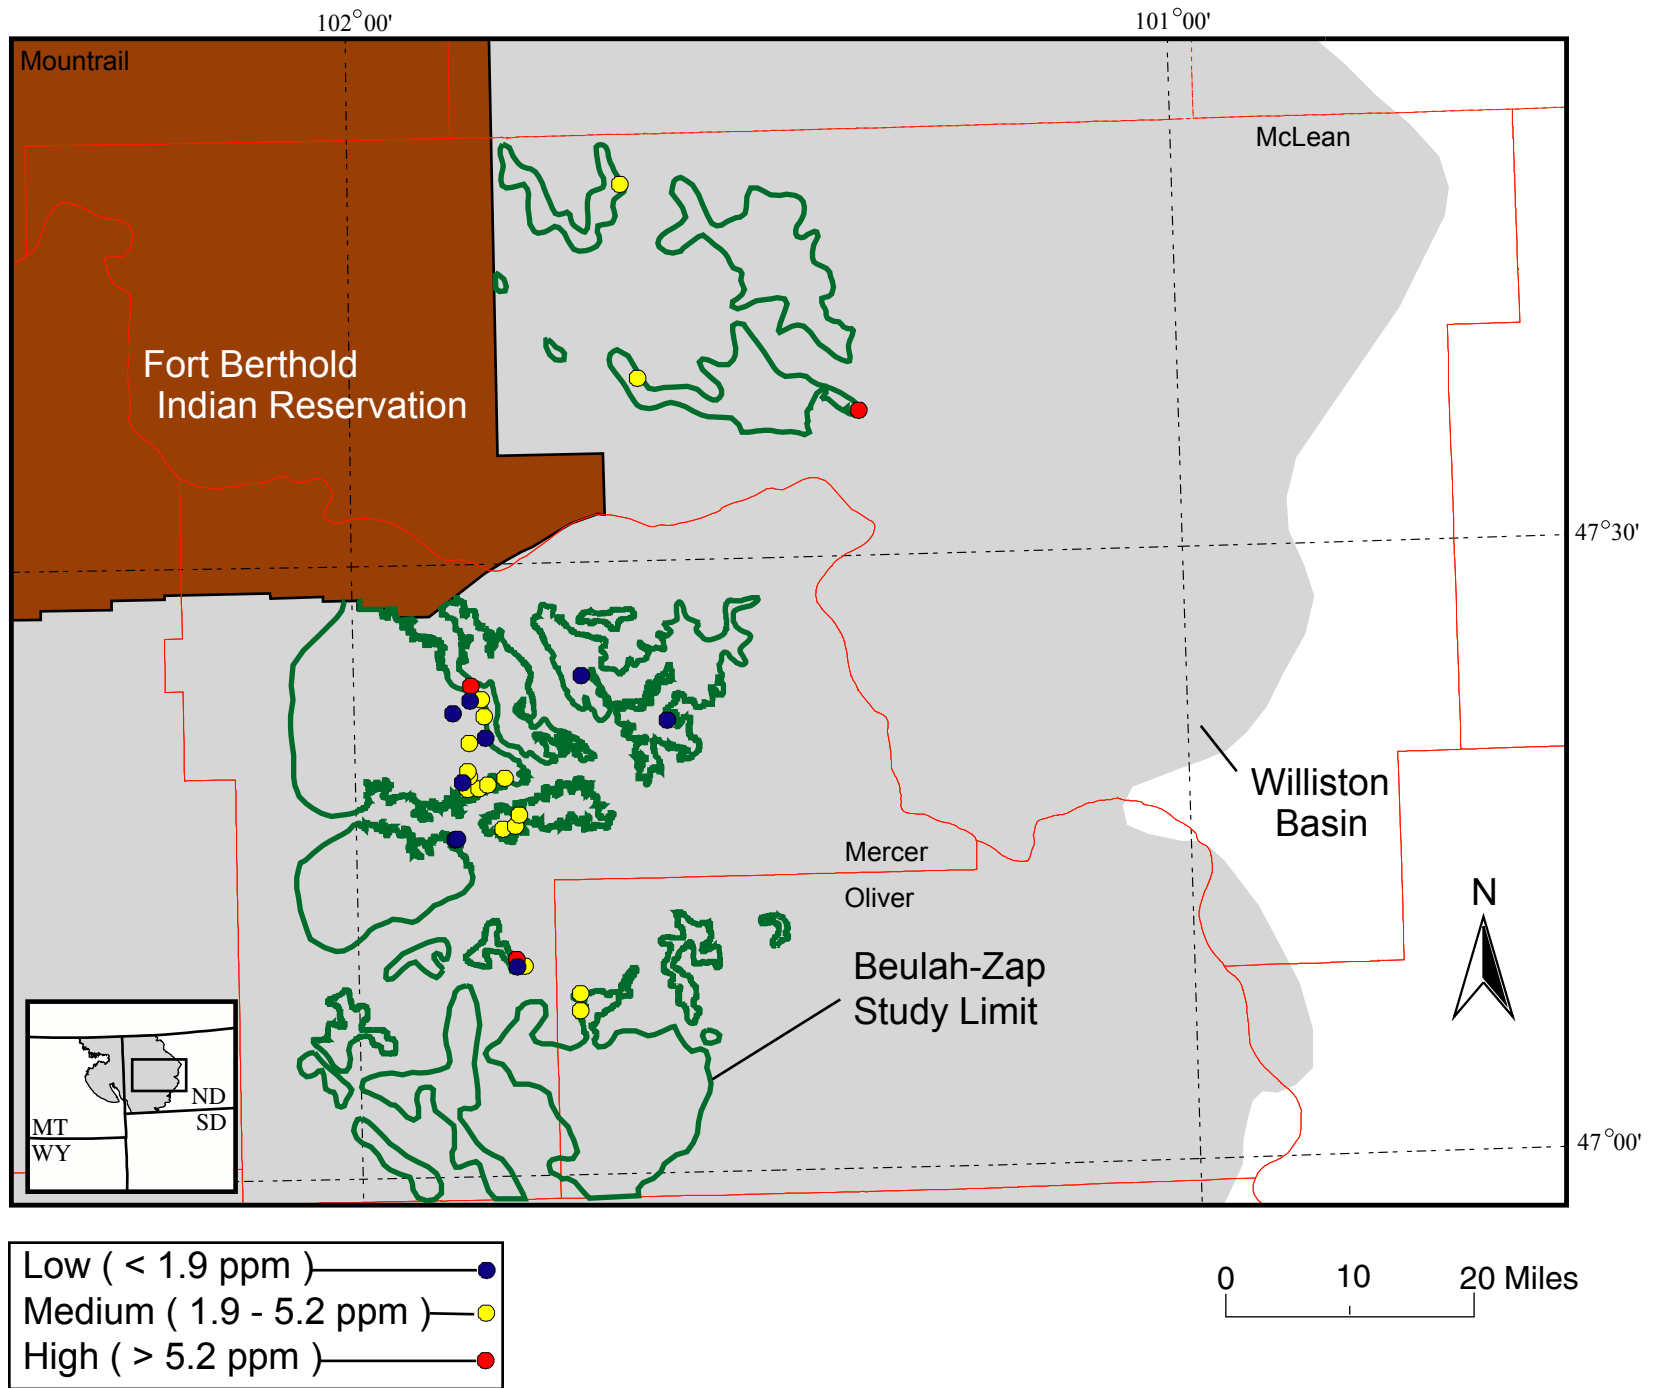 102°00'
101°00'
Mountrail
McLean
Fort Berthold
Indian Reservation
47°30'
Williston
Basin
Mercer
Oliver
N
Beulah-Zap
Study Limit
ND
SD
MT
WY
47°00'
Low ( < 1.9 ppm )
Medium ( 1.9 - 5.2 ppm )
High ( > 5.2 ppm )
0 10 20 Miles